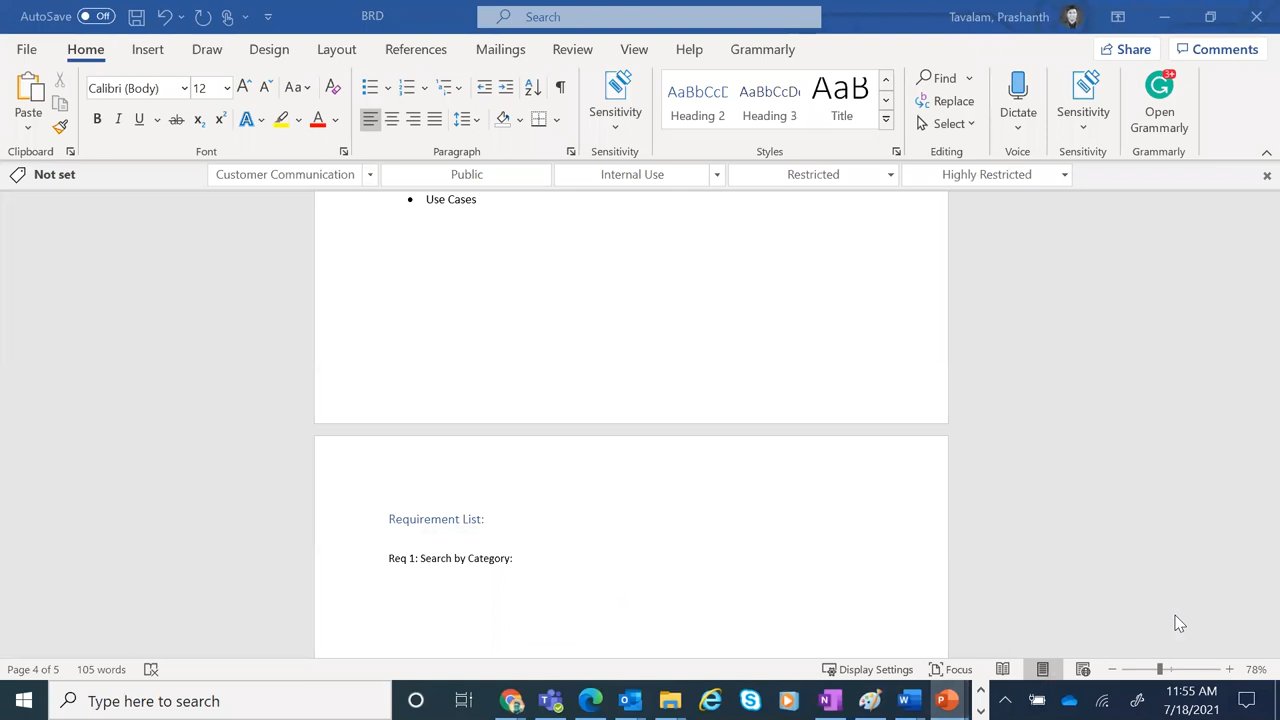 AutoSave Off BRD Search Tavalam, Prashanth
File Home Insert Draw Design Layout References Mailings Review View Help Grammarly Share Comments
Paste Calibri (Body) 12 Sensitivity AaBbCcD AaBbCcDc AaB Find Replace Select Dictate Sensitivity Open Grammarly
Heading 2 Heading 3 Title
Clipboard Font Paragraph Sensitivity Styles Editing Voice Sensitivity Grammarly
Not set Customer Communication Public Internal Use Restricted Highly Restricted
• Use Cases
Requirement List:
Req 1: Search by Category:
Page 4 of 5 105 words Display Settings Focus 78%
Type here to search 11:55 AM
7/18/2021